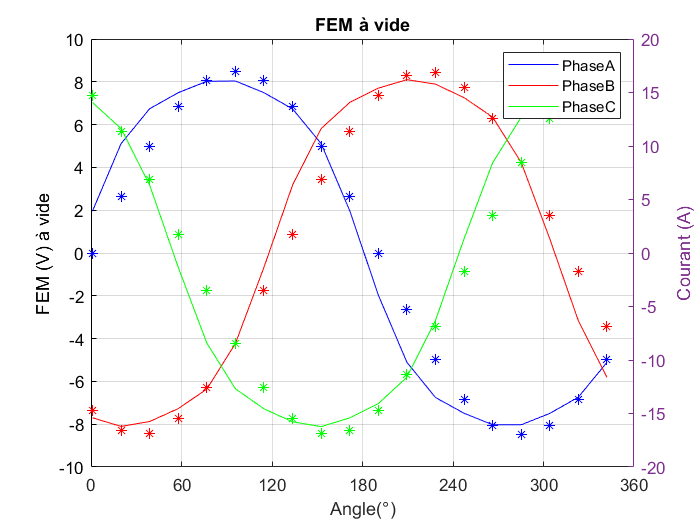 FEM à vide
FEM (V) à vide
10
8
6
4
2
0
-2
-4
-6
-8
-10
PhaseA
PhaseB
PhaseC
20
15
10
5
0
-5
-10
-15
-20
Courant (A)
0 60 120 180 240 300 360
Angle(°)